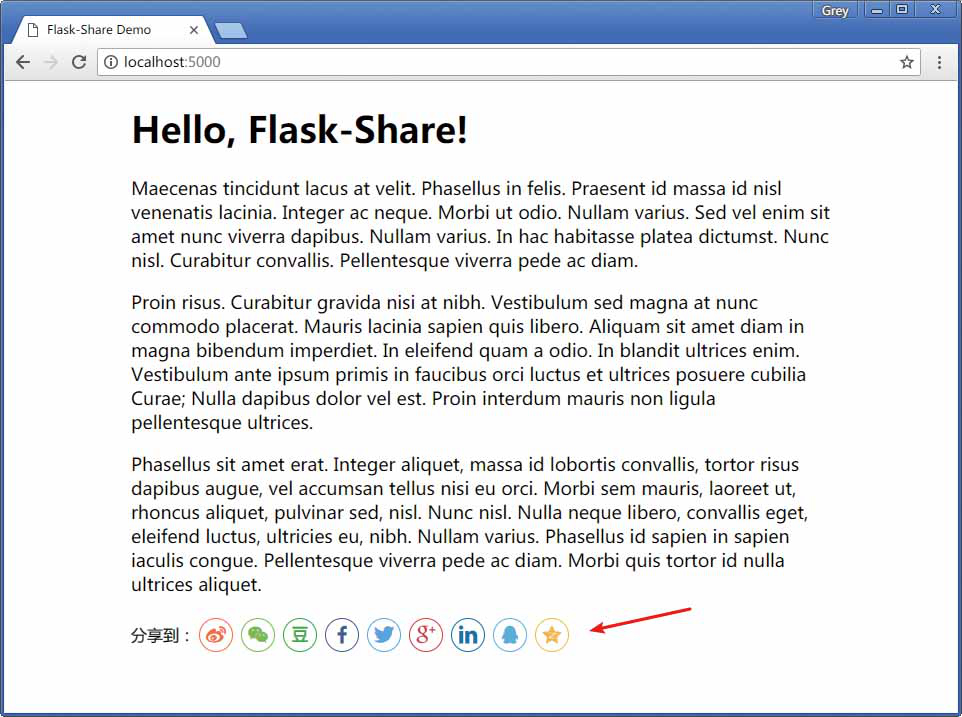 Grey
Flask-Share Demo
localhost:5000
Hello, Flask-Share!
Maecenas tincidunt lacus at velit. Phasellus in felis. Praesent id massa id nisl
venenatis lacinia. Integer ac neque. Morbi ut odio. Nullam varius. Sed vel enim sit
amet nunc viverra dapibus. Nullam varius. In hac habitasse platea dictumst. Nunc
nisl. Curabitur convallis. Pellentesque viverra pede ac diam.
Proin risus. Curabitur gravida nisi at nibh. Vestibulum sed magna at nunc
commodo placerat. Mauris lacinia sapien quis libero. Aliquam sit amet diam in
magna bibendum imperdiet. In eleifend quam a odio. In blandit ultrices enim.
Vestibulum ante ipsum primis in faucibus orci luctus et ultrices posuere cubilia
Curae; Nulla dapibus dolor vel est. Proin interdum mauris non ligula
pellentesque ultrices.
Phasellus sit amet erat. Integer aliquet, massa id lobortis convallis, tortor risus
dapibus augue, vel accumsan tellus nisi eu orci. Morbi sem mauris, laoreet ut,
rhoncus aliquet, pulvinar sed, nisl. Nunc nisl. Nulla neque libero, convallis eget,
eleifend luctus, ultricies eu, nibh. Nullam varius. Phasellus id sapien in sapien
iaculis congue. Pellentesque viverra pede ac diam. Morbi quis tortor id nulla
ultrices aliquet.
分享到： 豆 f g+ in